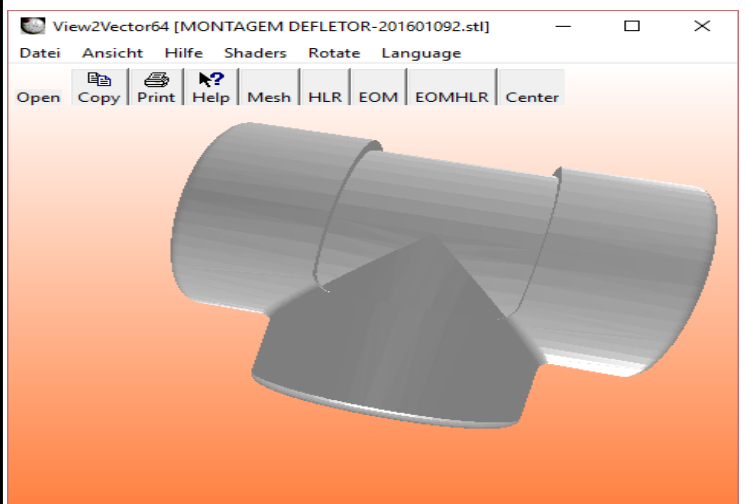 View2Vector64 [MONTAGEM DEFLETOR-201601092.stl]
Datei Ansicht Hilfe Shaders Rotate Language
Open Copy Print Help Mesh HLR EOM EOMHLR Center